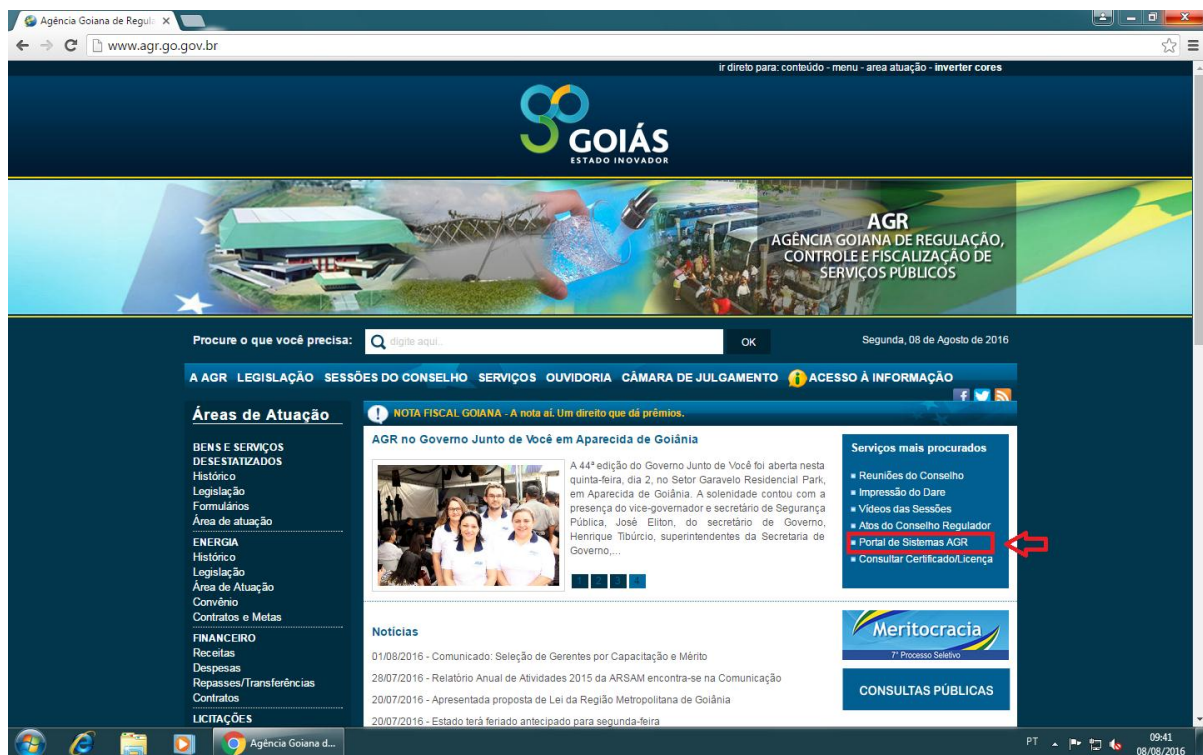 Agência Goiana de Regula
www.agr.go.gov.br
ir direto para: conteúdo - menu - area atuação - inverter cores
GOIÁS
ESTADO INOVADOR
AGR
AGÊNCIA GOIANA DE REGULAÇÃO,
CONTROLE E FISCALIZAÇÃO DE
SERVIÇOS PÚBLICOS
Procure o que você precisa:
digite aqui..
OK
Segunda, 08 de Agosto de 2016
A AGR LEGISLAÇÃO SESSÕES DO CONSELHO SERVIÇOS OUVIDORIA CÂMARA DE JULGAMENTO ACESSO À INFORMAÇÃO
Áreas de Atuação
BENS E SERVIÇOS
DESESTATIZADOS
Histórico
Legislação
Formulários
Área de atuação
ENERGIA
Histórico
Legislação
Área de Atuação
Convênio
Contratos e Metas
FINANCEIRO
Receitas
Despesas
Repasses/Transferências
Contratos
LICITAÇÕES
NOTA FISCAL GOIANA - A nota aí. Um direito que dá prêmios.
AGR no Governo Junto de Você em Aparecida de Goiânia
A 44ª edição do Governo Junto de Você foi aberta nesta
quinta-feira, dia 2, no Setor Garavelo Residencial Park,
em Aparecida de Goiânia. A solenidade contou com a
presença do vice-governador e secretário de Segurança
Pública, José Eliton, do secretário de Governo,
Henrique Tibúrcio, superintendentes da Secretaria de
Governo,...
1 2 3 4
Notícias
01/08/2016 - Comunicado: Seleção de Gerentes por Capacitação e Mérito
28/07/2016 - Relatório Anual de Atividades 2015 da ARSAM encontra-se na Comunicação
20/07/2016 - Apresentada proposta de Lei da Região Metropolitana de Goiânia
20/07/2016 - Estado terá feriado antecipado para segunda-feira
Serviços mais procurados
Reuniões do Conselho
Impressão do Dare
Vídeos das Sessões
Atos do Conselho Regulador
Portal de Sistemas AGR
Consultar Certificado/Licença
Meritocracia
7º Processo Seletivo
CONSULTAS PÚBLICAS
Agência Goiana d...
PT
09:41
08/08/2016